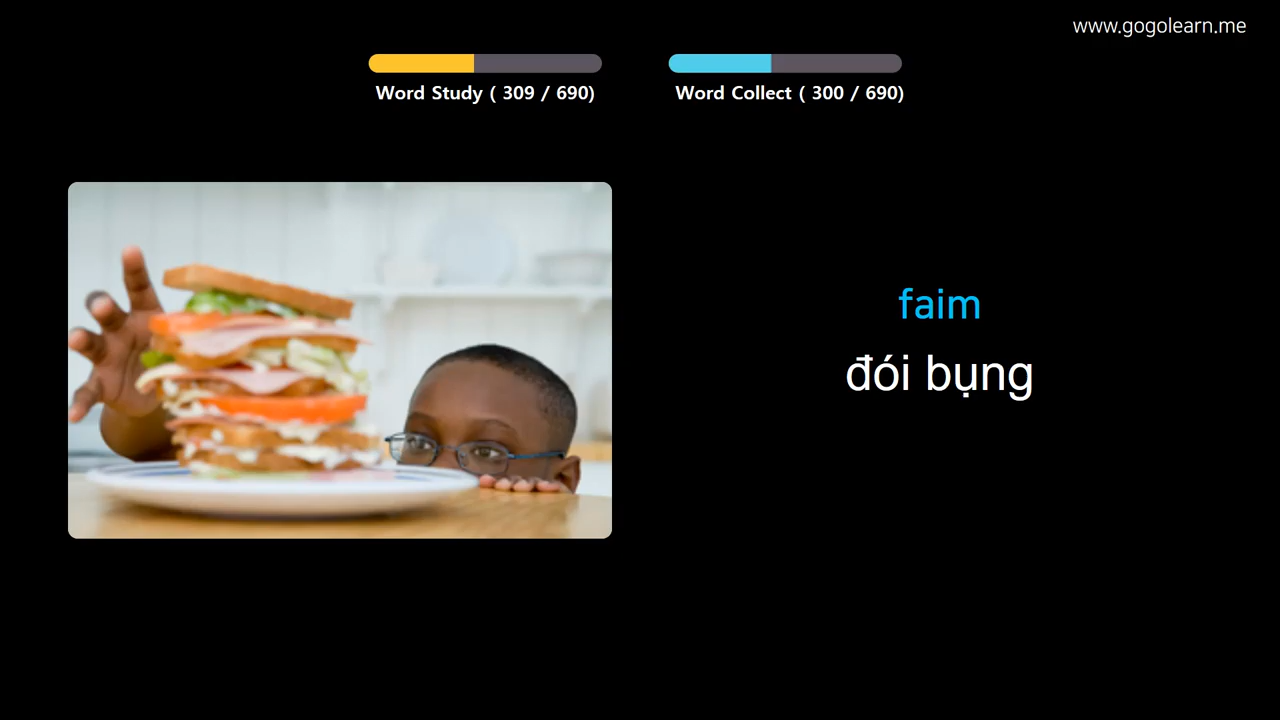 www.gogolearn.me
Word Study ( 309 / 690)
Word Collect ( 300 / 690)
faim
đói bụng